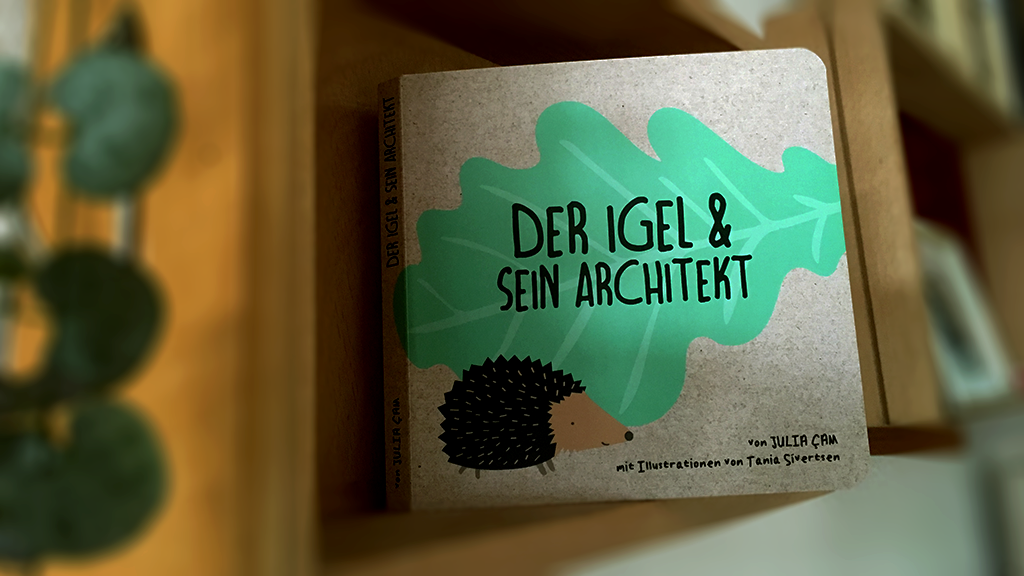 DER IGEL &
SEIN ARCHITEKT
von JULIA ÇAM
mit Illustrationen von Tania Sivertsen
DER IGEL & SEIN ARCHITEKT
von JULIA ÇAM